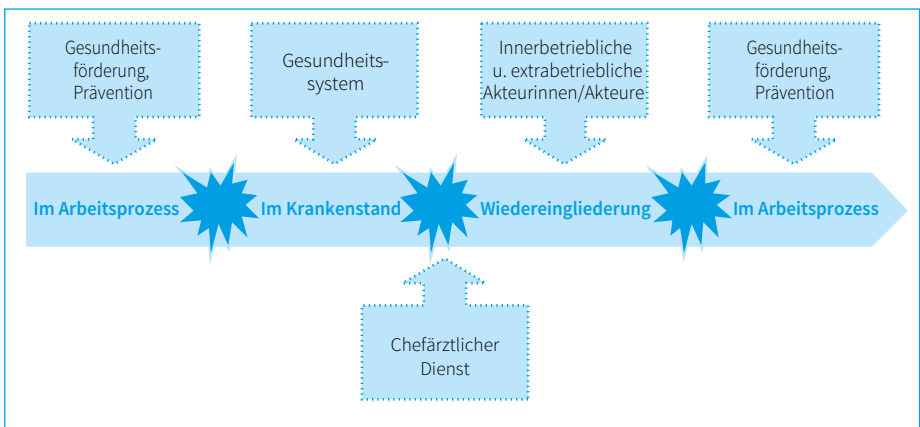 Gesundheits-
förderung,
Prävention
Gesundheits-
system
Innerbetriebliche
u. extrabetriebliche
Akteurinnen/Akteure
Gesundheits-
förderung,
Prävention
Im Arbeitsprozess
Im Krankenstand
Wiedereingliederung
Im Arbeitsprozess
Chefärztlicher
Dienst